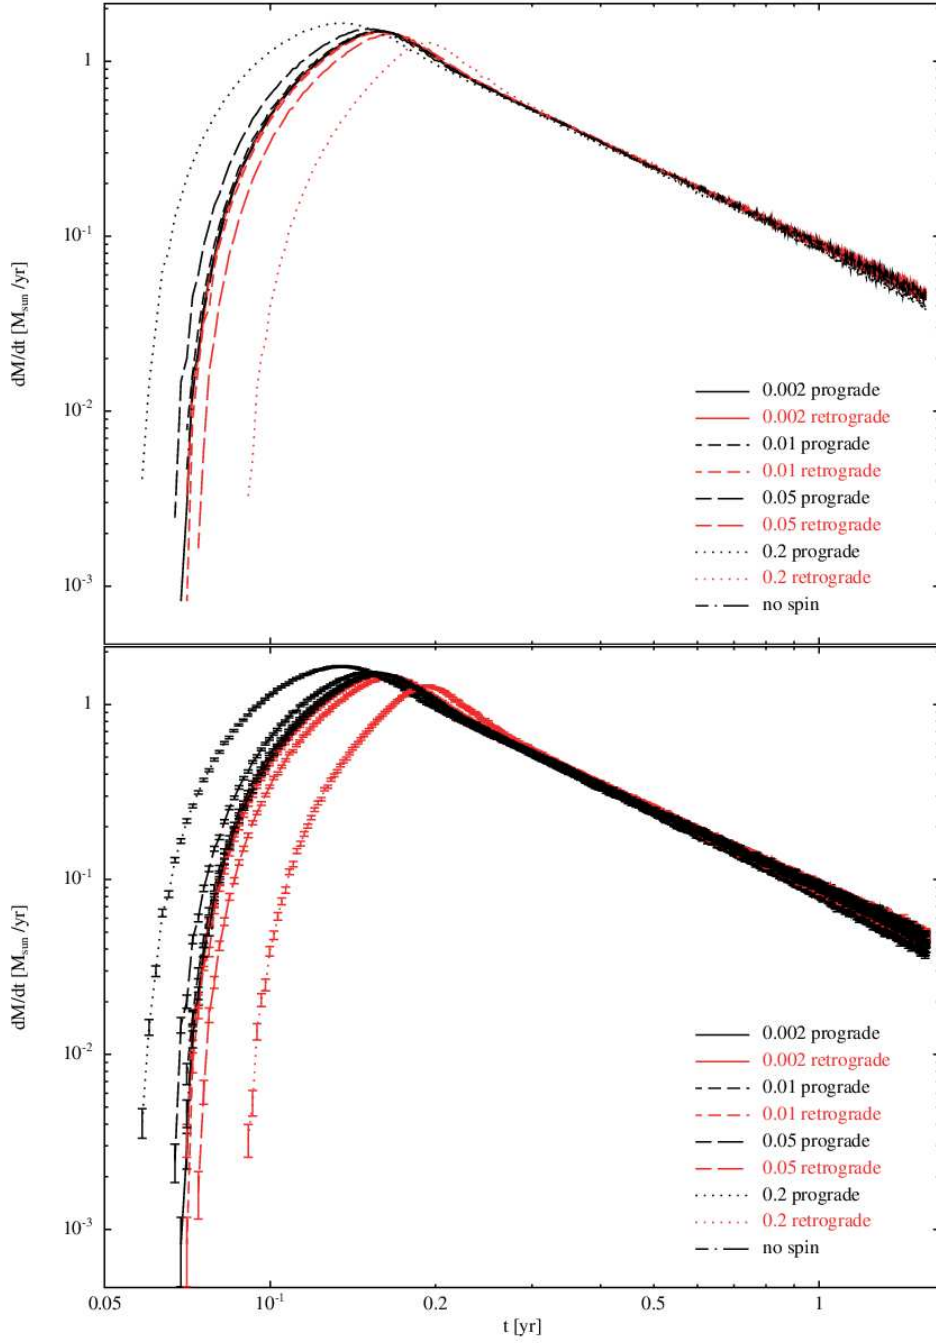 1
10-1
10-2
10-3
dM/dt [Msun /yr]
0.002 prograde
0.002 retrograde
0.01 prograde
0.01 retrograde
0.05 prograde
0.05 retrograde
0.2 prograde
0.2 retrograde
no spin
1
10-1
10-2
10-3
dM/dt [Msun /yr]
0.002 prograde
0.002 retrograde
0.01 prograde
0.01 retrograde
0.05 prograde
0.05 retrograde
0.2 prograde
0.2 retrograde
no spin
0.05 10-1 0.2 0.5 1
t [yr]